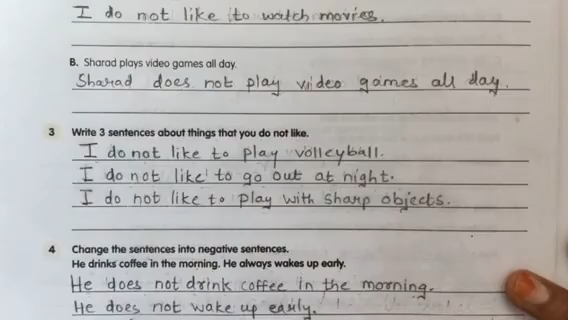 I do not like to watch movies.
B. Sharad plays video games all day.
Sharad does not play video games all day.
3 Write 3 sentences about things that you do not like.
I do not like to play volleyball.
I do not like to go out at night.
I do not like to play with sharp objects.
4 Change the sentences into negative sentences.
He drinks coffee in the morning. He always wakes up early.
He does not drink coffee in the morning.
He does not wake up early.